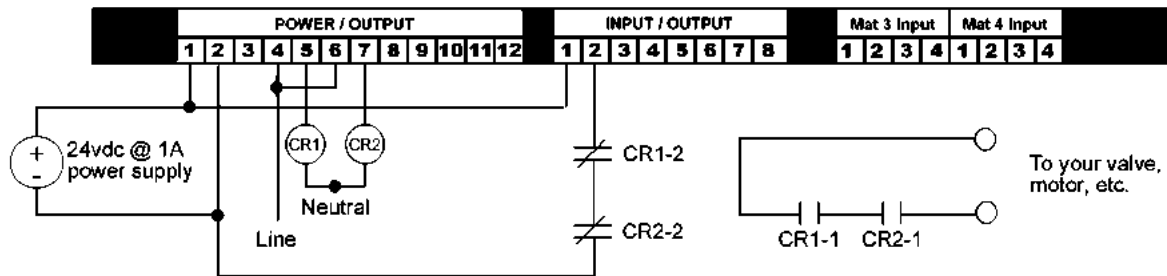 POWER / OUTPUT
INPUT / OUTPUT
Mat 3 Input
Mat 4 Input
1 2 3 4 5 6 7 8 9 10 11 12
1 2 3 4 5 6 7 8
1 2 3 4
1 2 3 4
+
-
24vdc @ 1A
power supply
CR1
CR2
Neutral
Line
CR1-2
CR2-2
CR1-1
CR2-1
To your valve,
motor, etc.